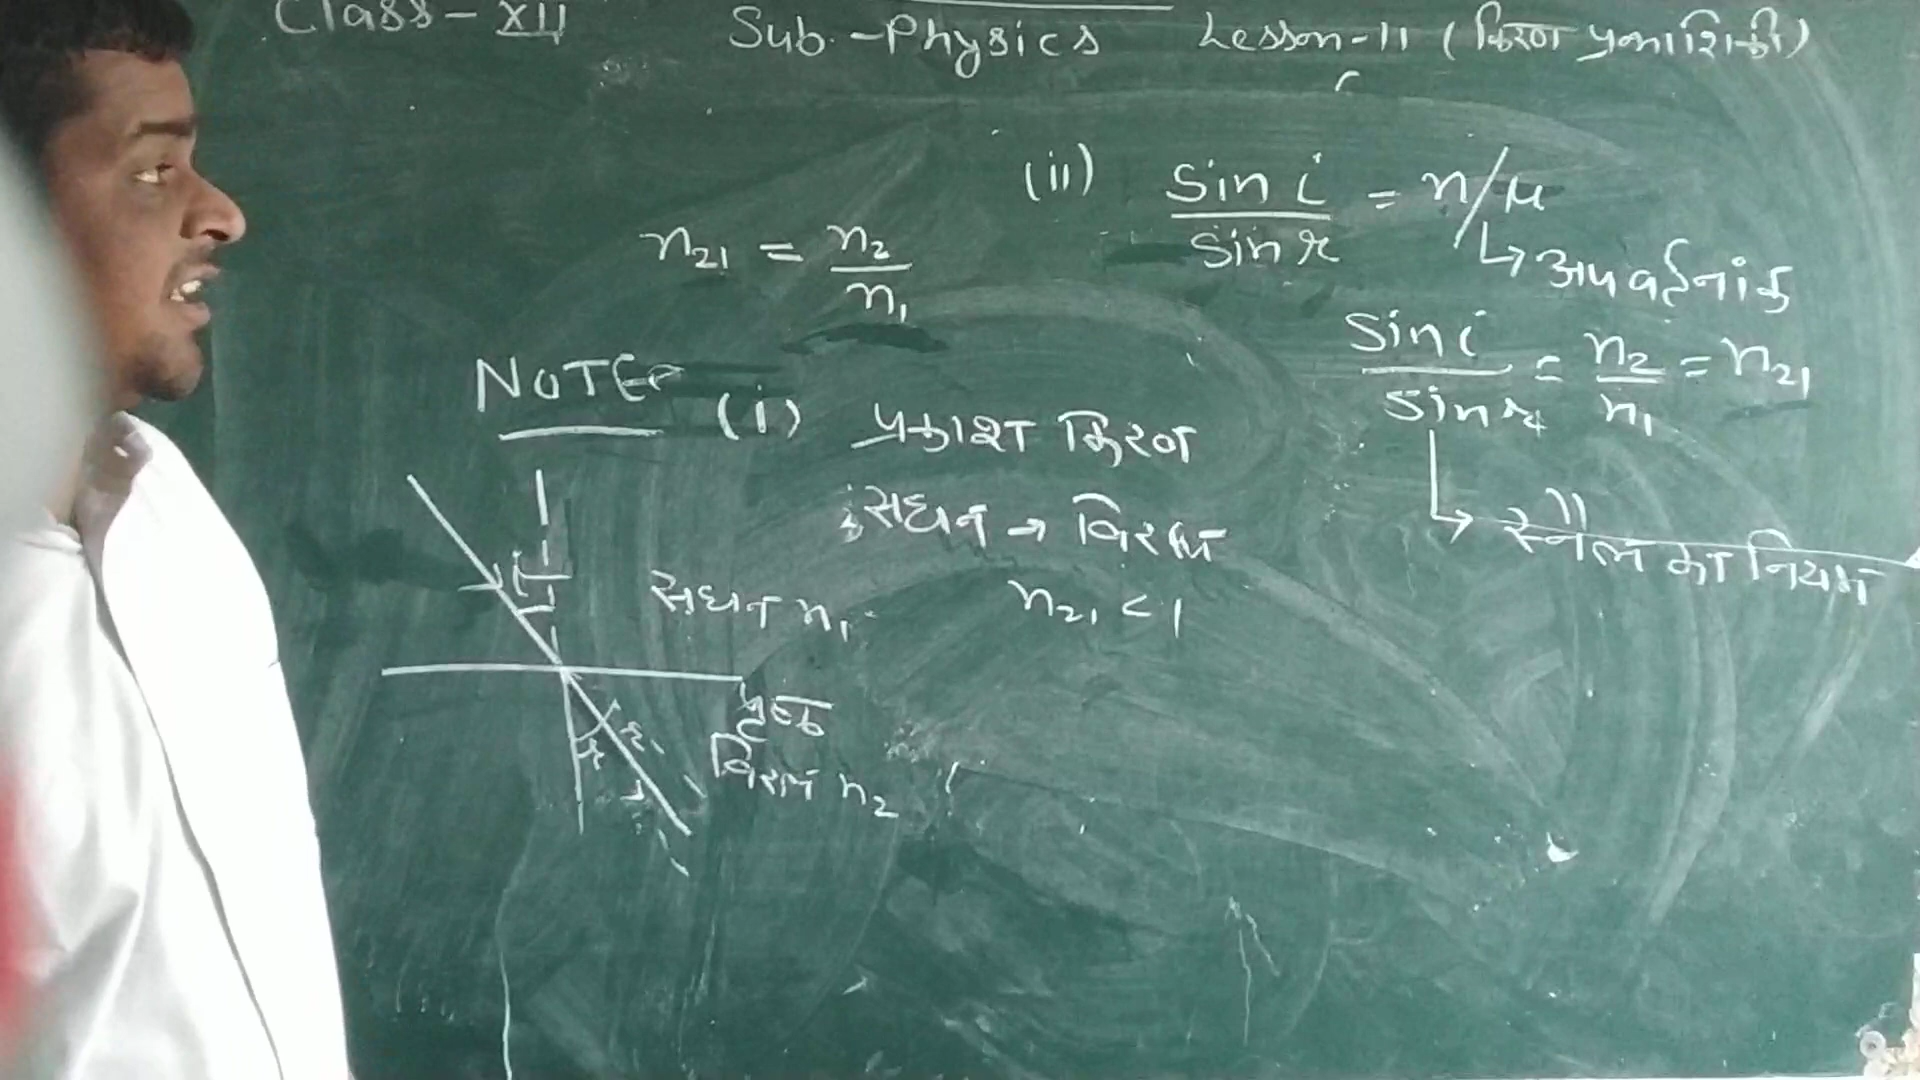 Class - XII Sub. - Physics Lesson - 11 ( किरण प्रकाशिकी )
(ii) sin i / sin r = n/μ
↳ अपवर्तनांक
n21 = n2 / n1
sin i / sin r = n2 / n1 = n21
↳ स्नैल का नियम
NOTE
(i) प्रकाश किरण
सघन → विरल
n21 < 1
सघन n1
पृष्ठ
विरल n2
i
r